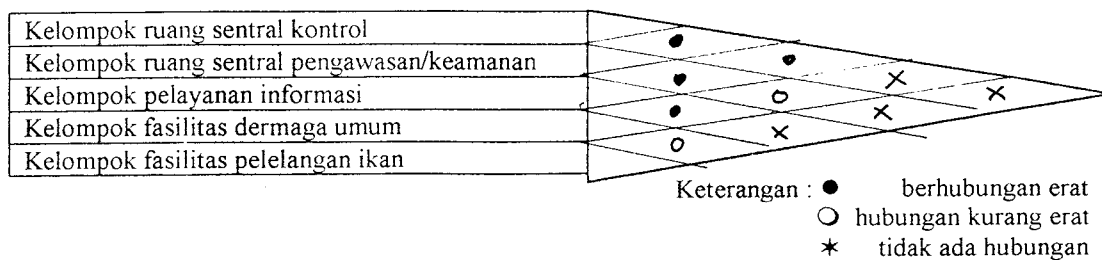 Kelompok ruang sentral kontrol
Kelompok ruang sentral pengawasan/keamanan
Kelompok pelayanan informasi
Kelompok fasilitas dermaga umum
Kelompok fasilitas pelelangan ikan
Keterangan : ● berhubungan erat
○ hubungan kurang erat
✶ tidak ada hubungan